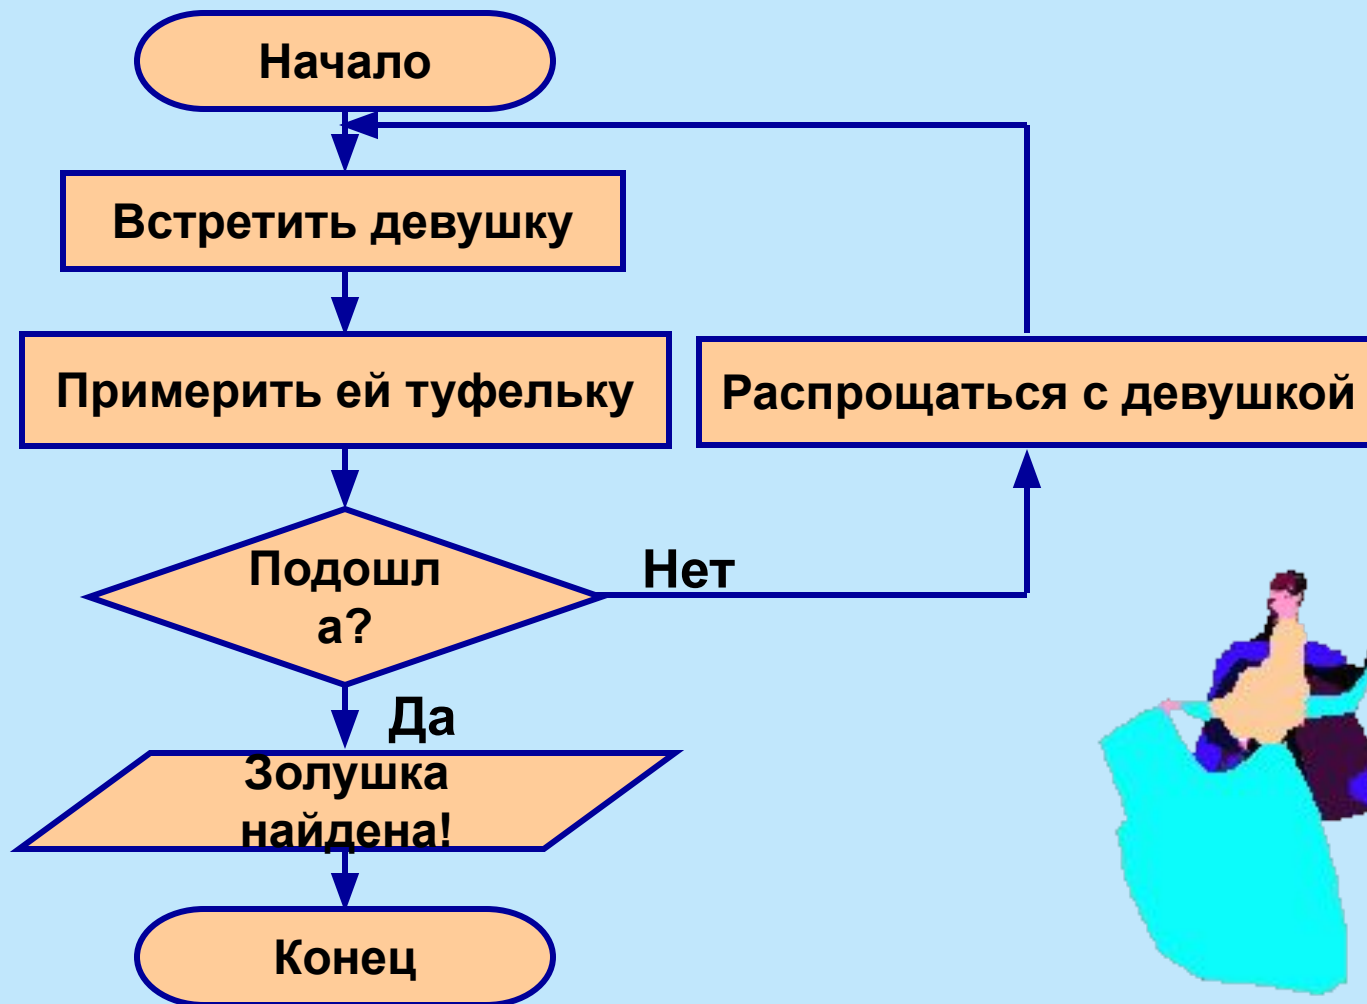 Начало
Встретить девушку
Примерить ей туфельку
Распрощаться с девушкой
Подошл
а?
Нет
Да
Золушка
найдена!
Конец